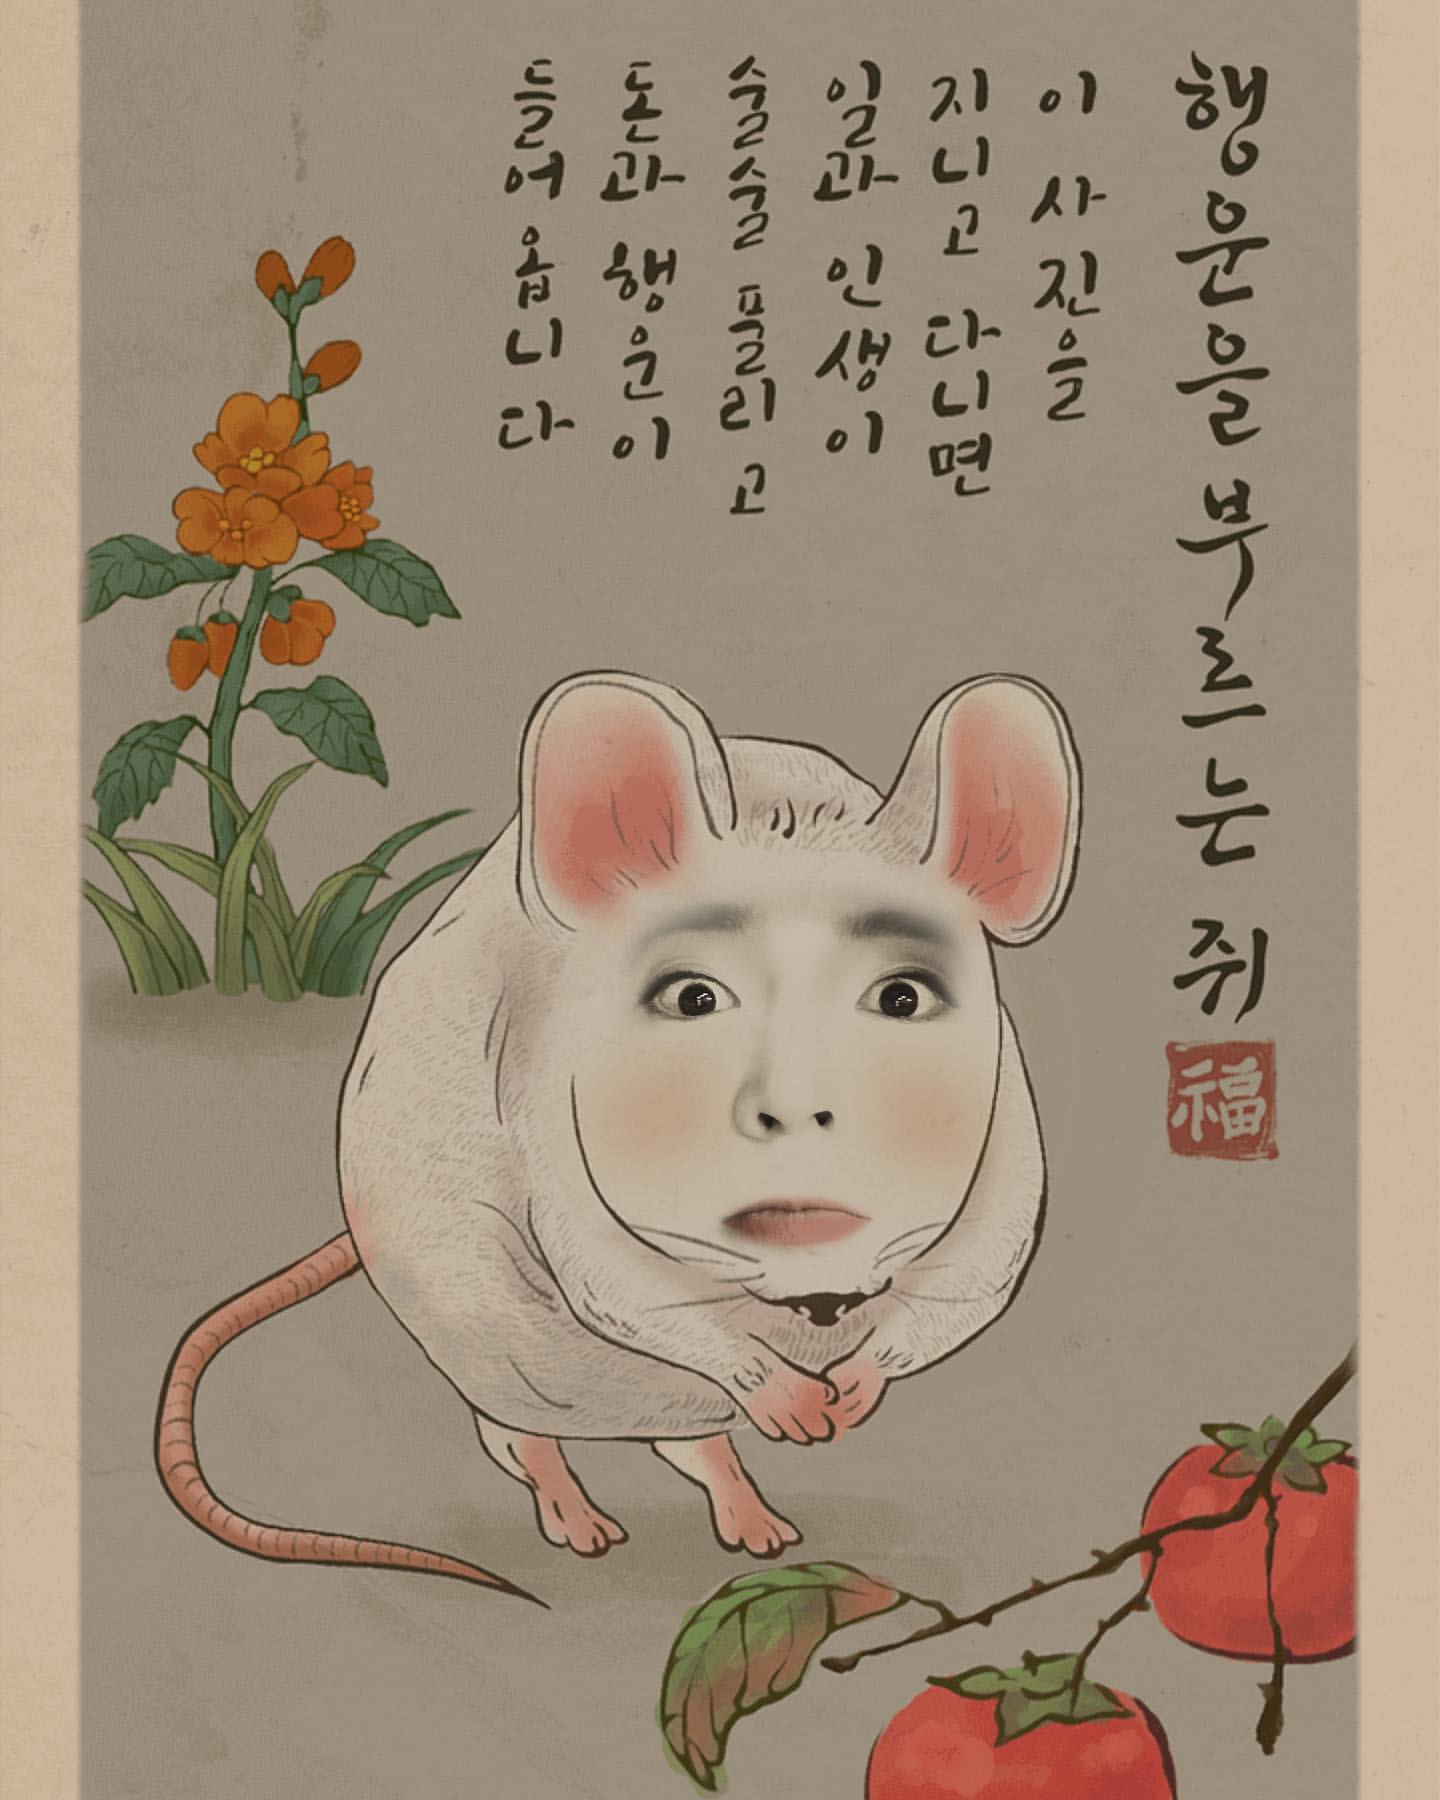 행운을 부르는 쥐
福
이 사진을
지니고 다니면
일과 인생이
술술 풀리고
돈과 행운이
들어옵니다